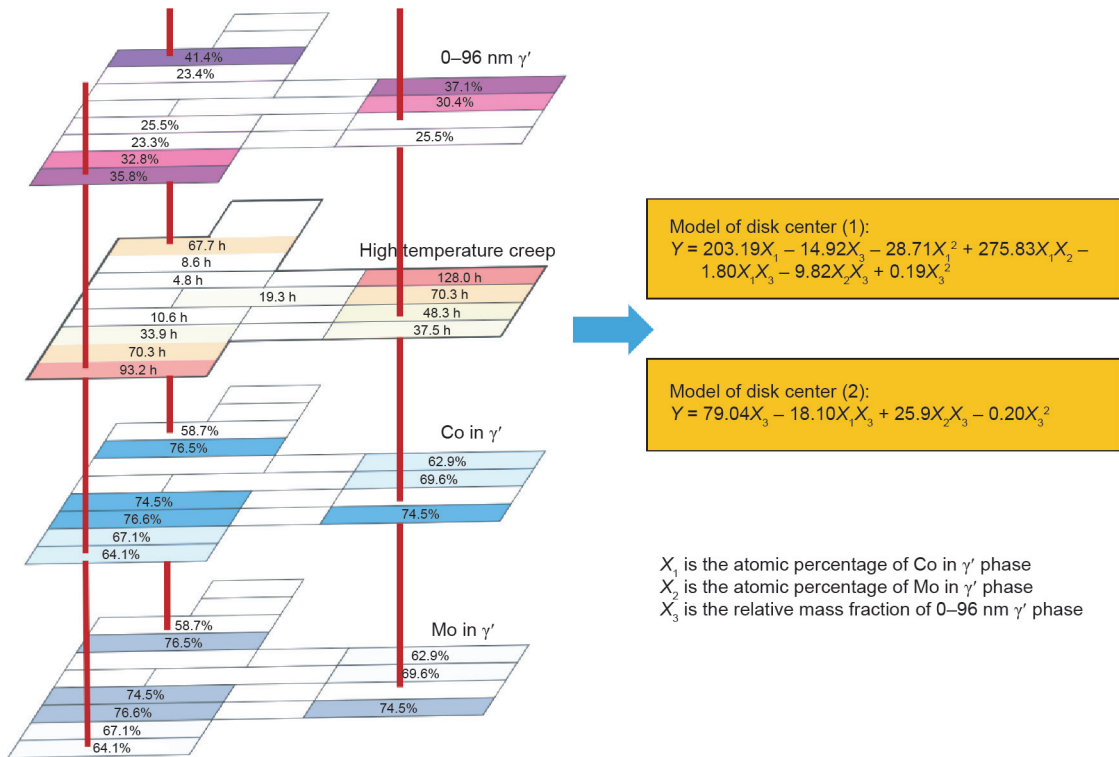 41.4%
0–96 nm γ′
23.4%
37.1%
30.4%
25.5%
25.5%
23.3%
32.8%
35.8%
67.7 h
High temperature creep
8.6 h
128.0 h
4.8 h
19.3 h
70.3 h
10.6 h
48.3 h
33.9 h
37.5 h
70.3 h
93.2 h
58.7%
Co in γ′
76.5%
62.9%
69.6%
74.5%
76.6%
74.5%
67.1%
64.1%
58.7%
Mo in γ′
76.5%
62.9%
69.6%
74.5%
76.6%
74.5%
67.1%
64.1%
Model of disk center (1):
Y = 203.19X₁ – 14.92X₃ – 28.71X₁² + 275.83X₁X₂ –
1.80X₁X₃ – 9.82X₂X₃ + 0.19X₃²
Model of disk center (2):
Y = 79.04X₃ – 18.10X₁X₃ + 25.9X₂X₃ – 0.20X₃²
X₁ is the atomic percentage of Co in γ′ phase
X₂ is the atomic percentage of Mo in γ′ phase
X₃ is the relative mass fraction of 0–96 nm γ′ phase